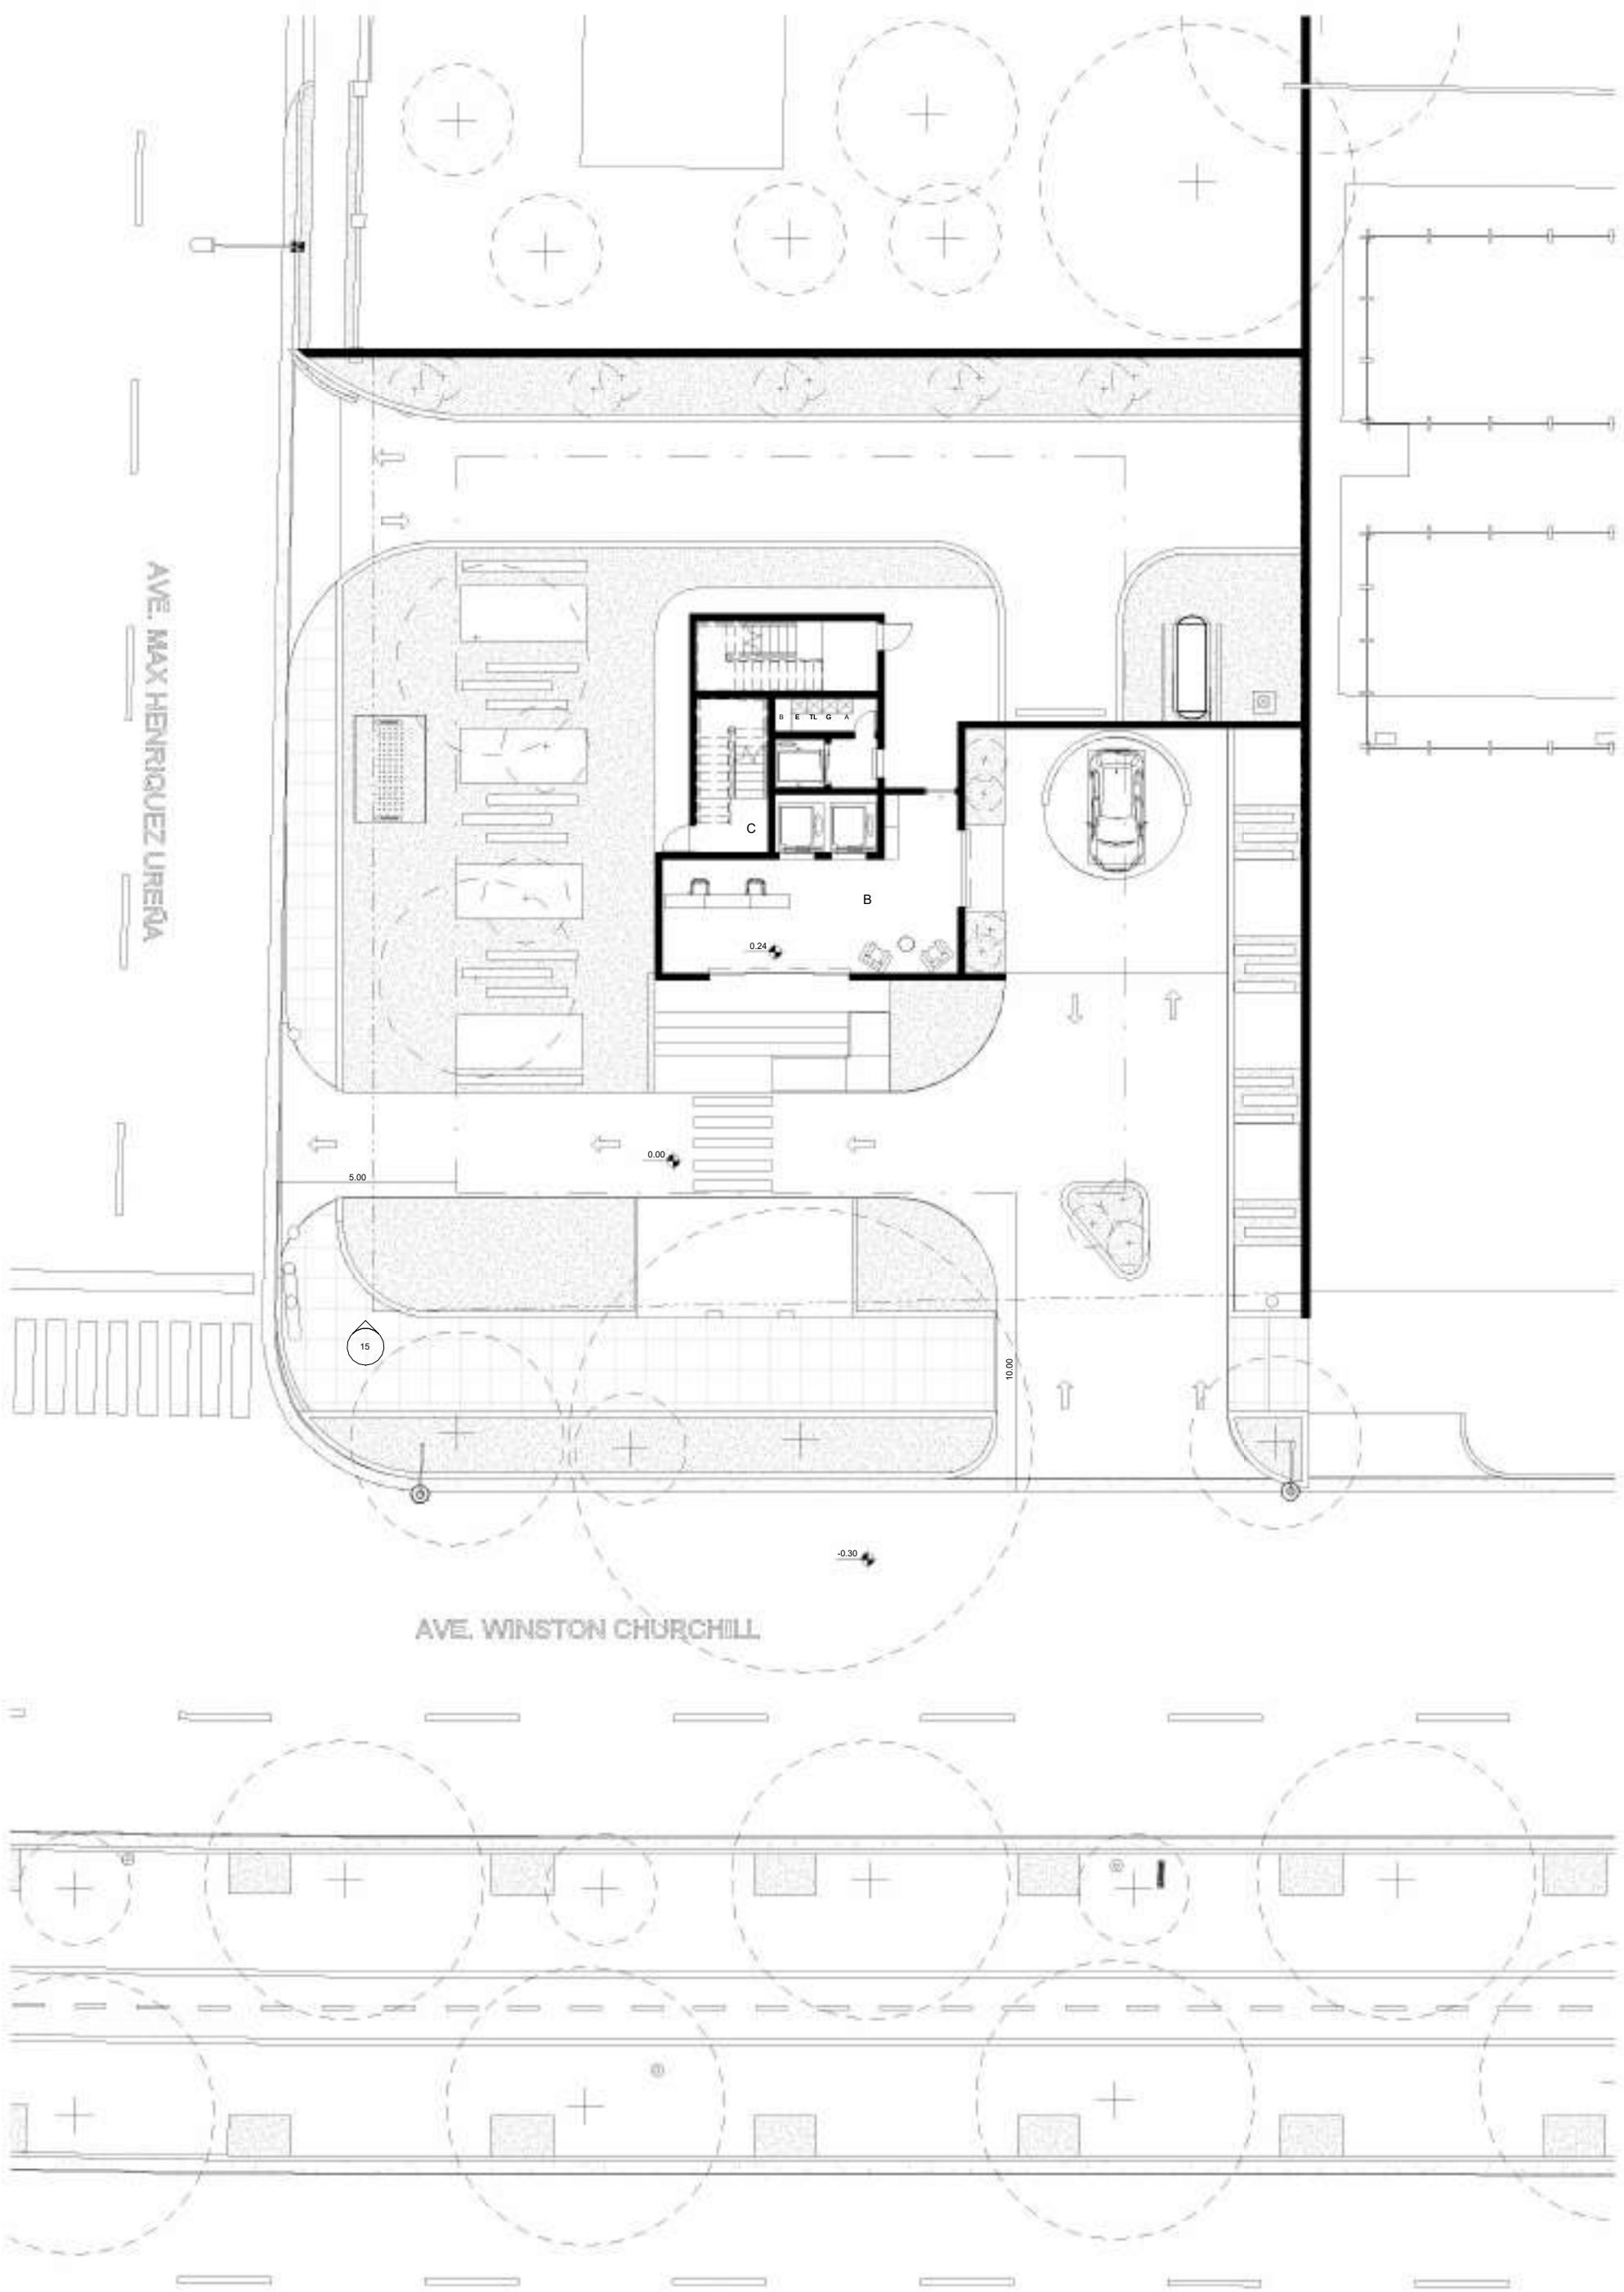 AVE. MAX HENRIQUEZ UREÑA
B E TL G A
C
B
0.24
0.00
5.00
15
10.00
-0.30
AVE. WINSTON CHURCHILL